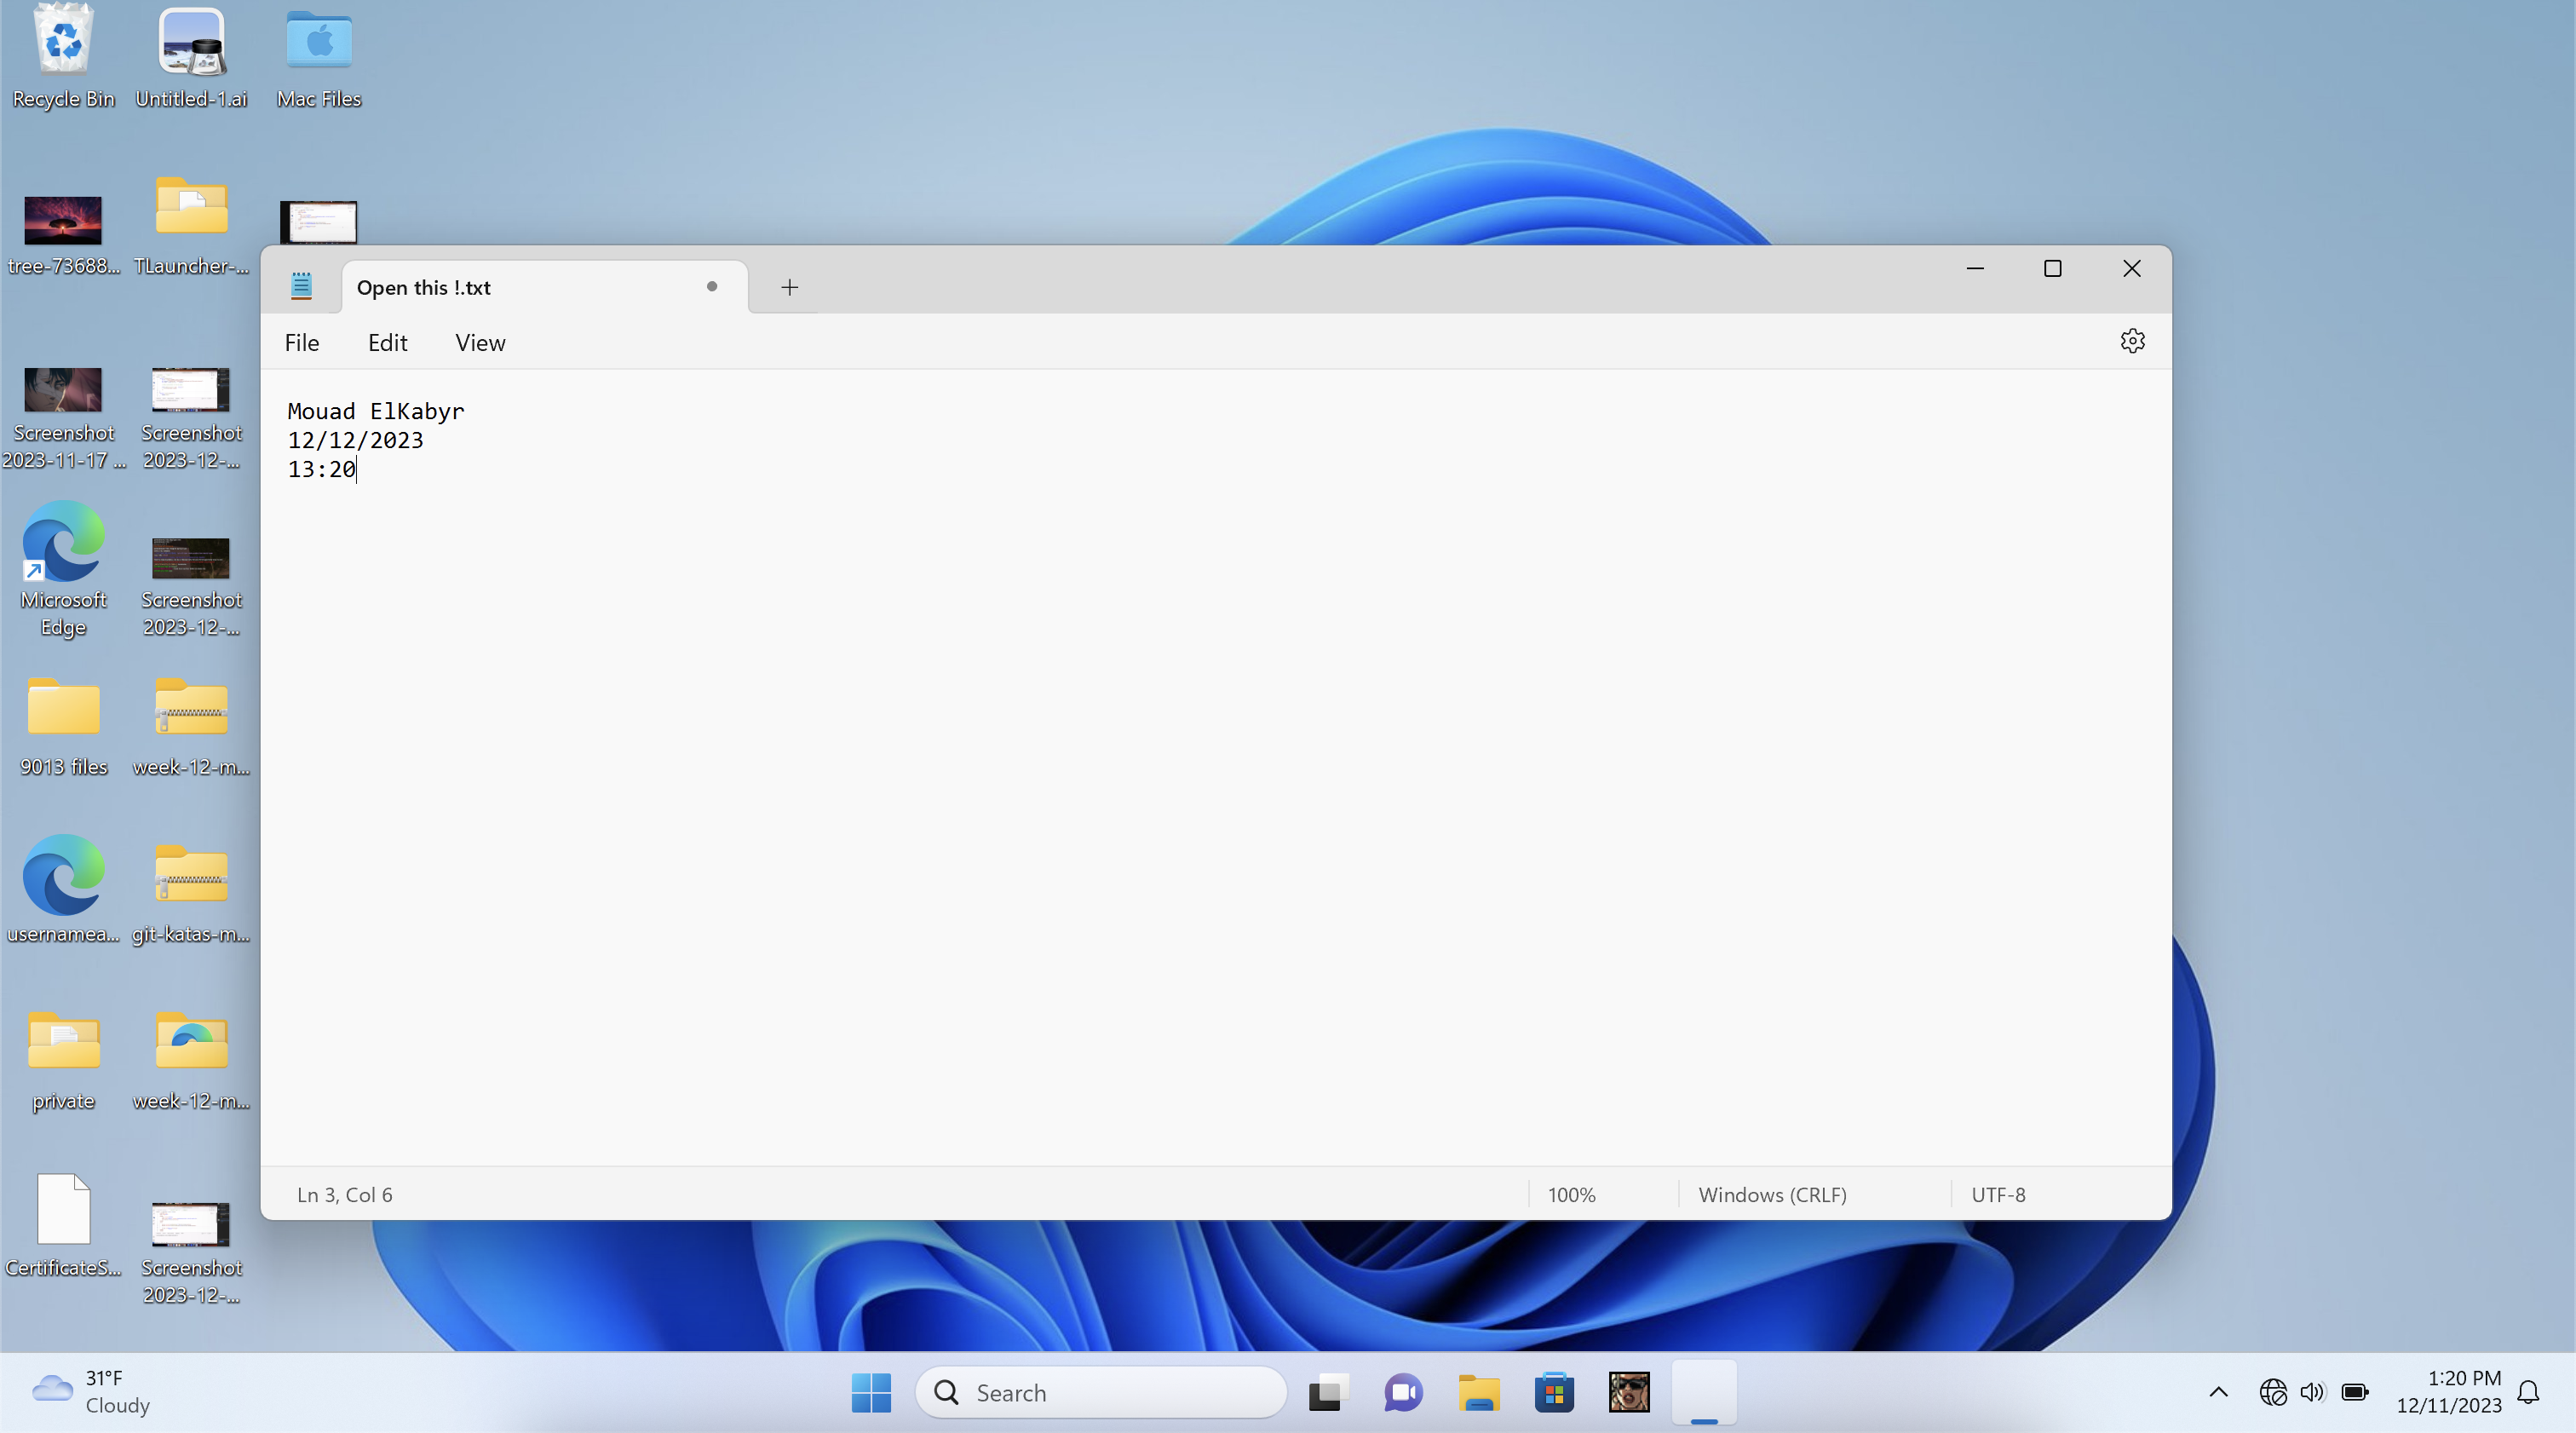 Recycle Bin
Untitled-1.ai
Mac Files
tree-73688...
TLauncher-...
Open this !.txt
File
Edit
View
Mouad ElKabyr
12/12/2023
13:20
Screenshot
2023-11-17 ...
Screenshot
2023-12-...
Microsoft
Edge
Screenshot
2023-12-...
9013 files
week-12-m...
usernamea...
git-katas-m...
private
week-12-m...
CertificateS...
Screenshot
2023-12-...
Ln 3, Col 6
100%
Windows (CRLF)
UTF-8
31°F
Cloudy
Search
1:20 PM
12/11/2023